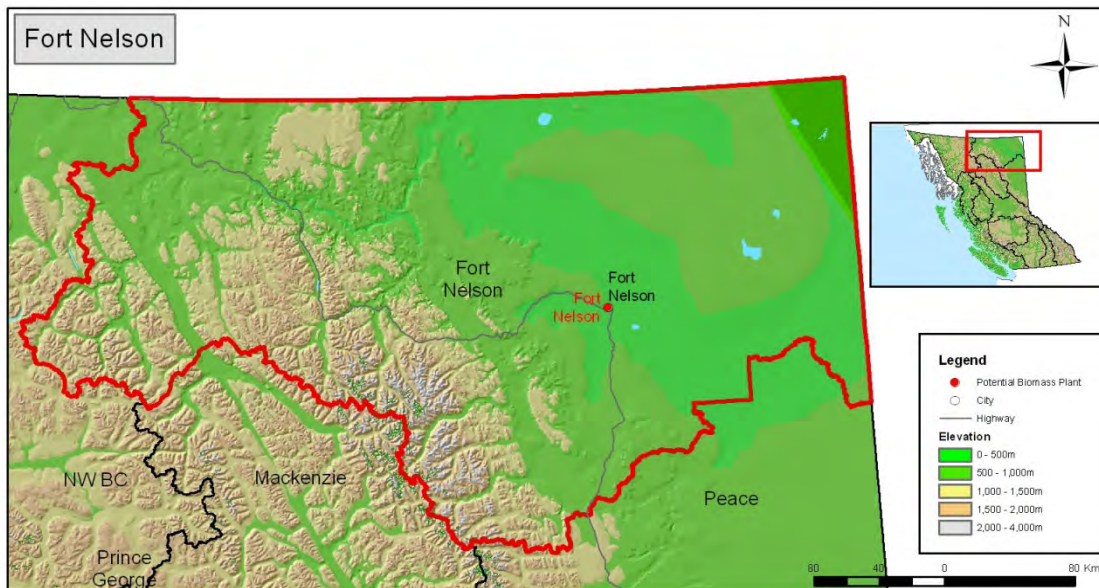 Fort Nelson
N
Fort
Nelson
Fort
Nelson
Fort
Nelson
NW BC
Mackenzie
Peace
Prince
George
Legend
Potential Biomass Plant
City
Highway
Elevation
0 - 500m
500 - 1,000m
1,000 - 1,500m
1,500 - 2,000m
2,000 - 4,000m
80 40 0 80 Km